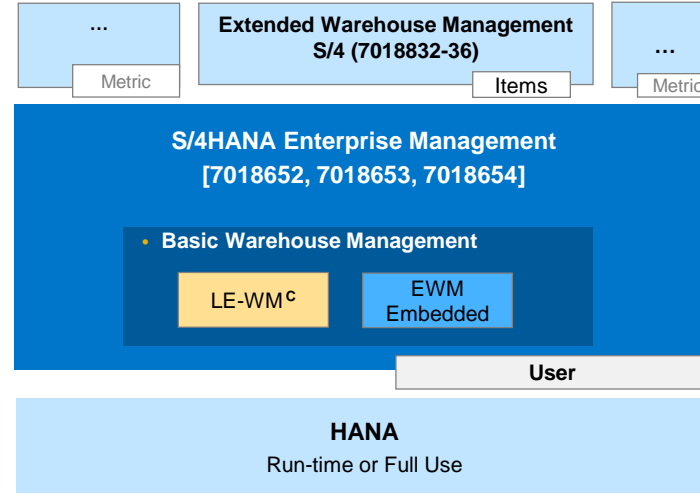 ...
Metric
Extended Warehouse Management
S/4 (7018832-36)
Items
...
Metric
S/4HANA Enterprise Management
[7018652, 7018653, 7018654]
• Basic Warehouse Management
LE-WM C
EWM
Embedded
User
HANA
Run-time or Full Use